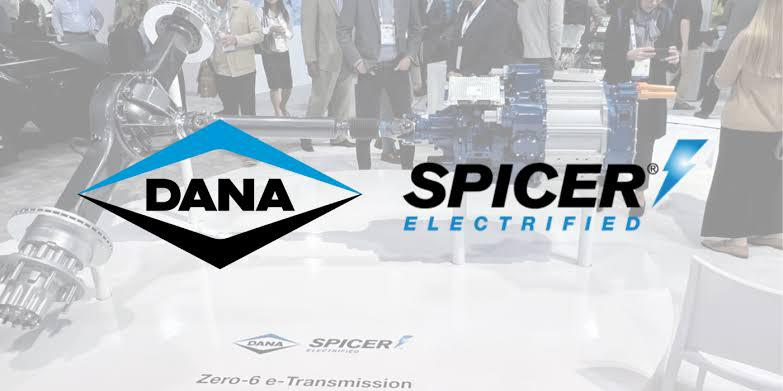 DANA
SPICER®
ELECTRIFIED
DANA SPICER
ELECTRIFIED
Zero-6 e-Transmission